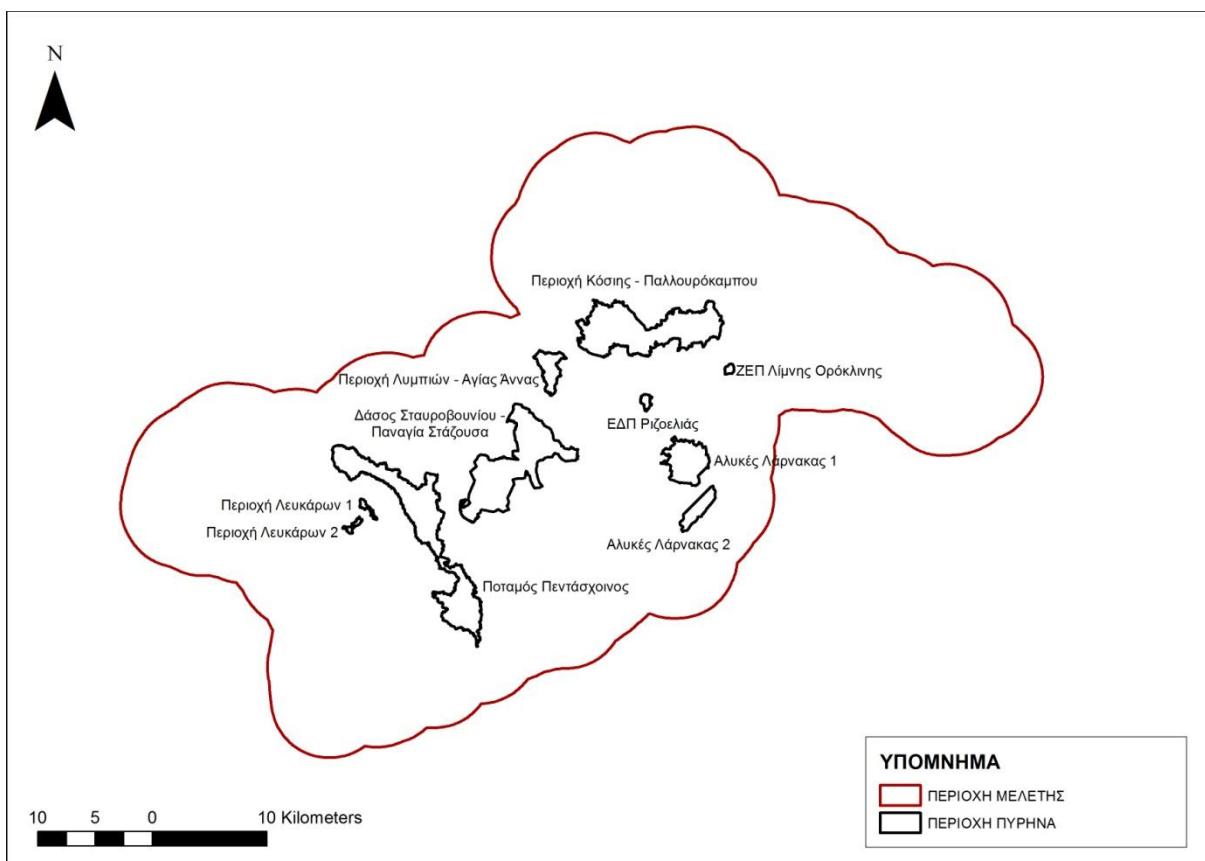 N
Περιοχή Κόσιης - Παλλουρόκαμπου
ΖΕΠ Λίμνης Ορόκλινης
Περιοχή Λυμπιών - Αγίας Άννας
Δάσος Σταυροβουνίου -
Παναγία Στάζουσα
ΕΔΠ Ριζοελιάς
Αλυκές Λάρνακας 1
Περιοχή Λευκάρων 1
Περιοχή Λευκάρων 2
Αλυκές Λάρνακας 2
Ποταμός Πεντάσχοινος
ΥΠΟΜΝΗΜΑ
ΠΕΡΙΟΧΗ ΜΕΛΕΤΗΣ
ΠΕΡΙΟΧΗ ΠΥΡΗΝΑ
10 5 0 10 Kilometers